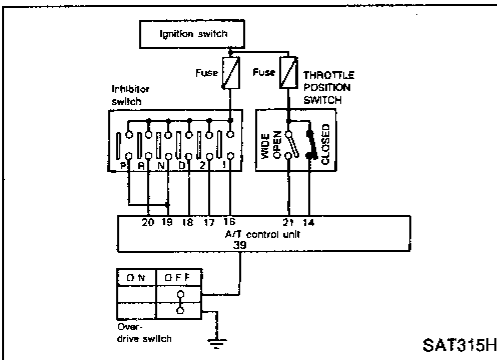 Ignition switch
Fuse
Fuse
THROTTLE
POSITION
SWITCH
Inhibitor
switch
WIDE
OPEN
CLOSED
P R N D 2 1
20 19 18 17 16 21 14
A/T control unit
39
ON OFF
Over-
drive switch
SAT315H